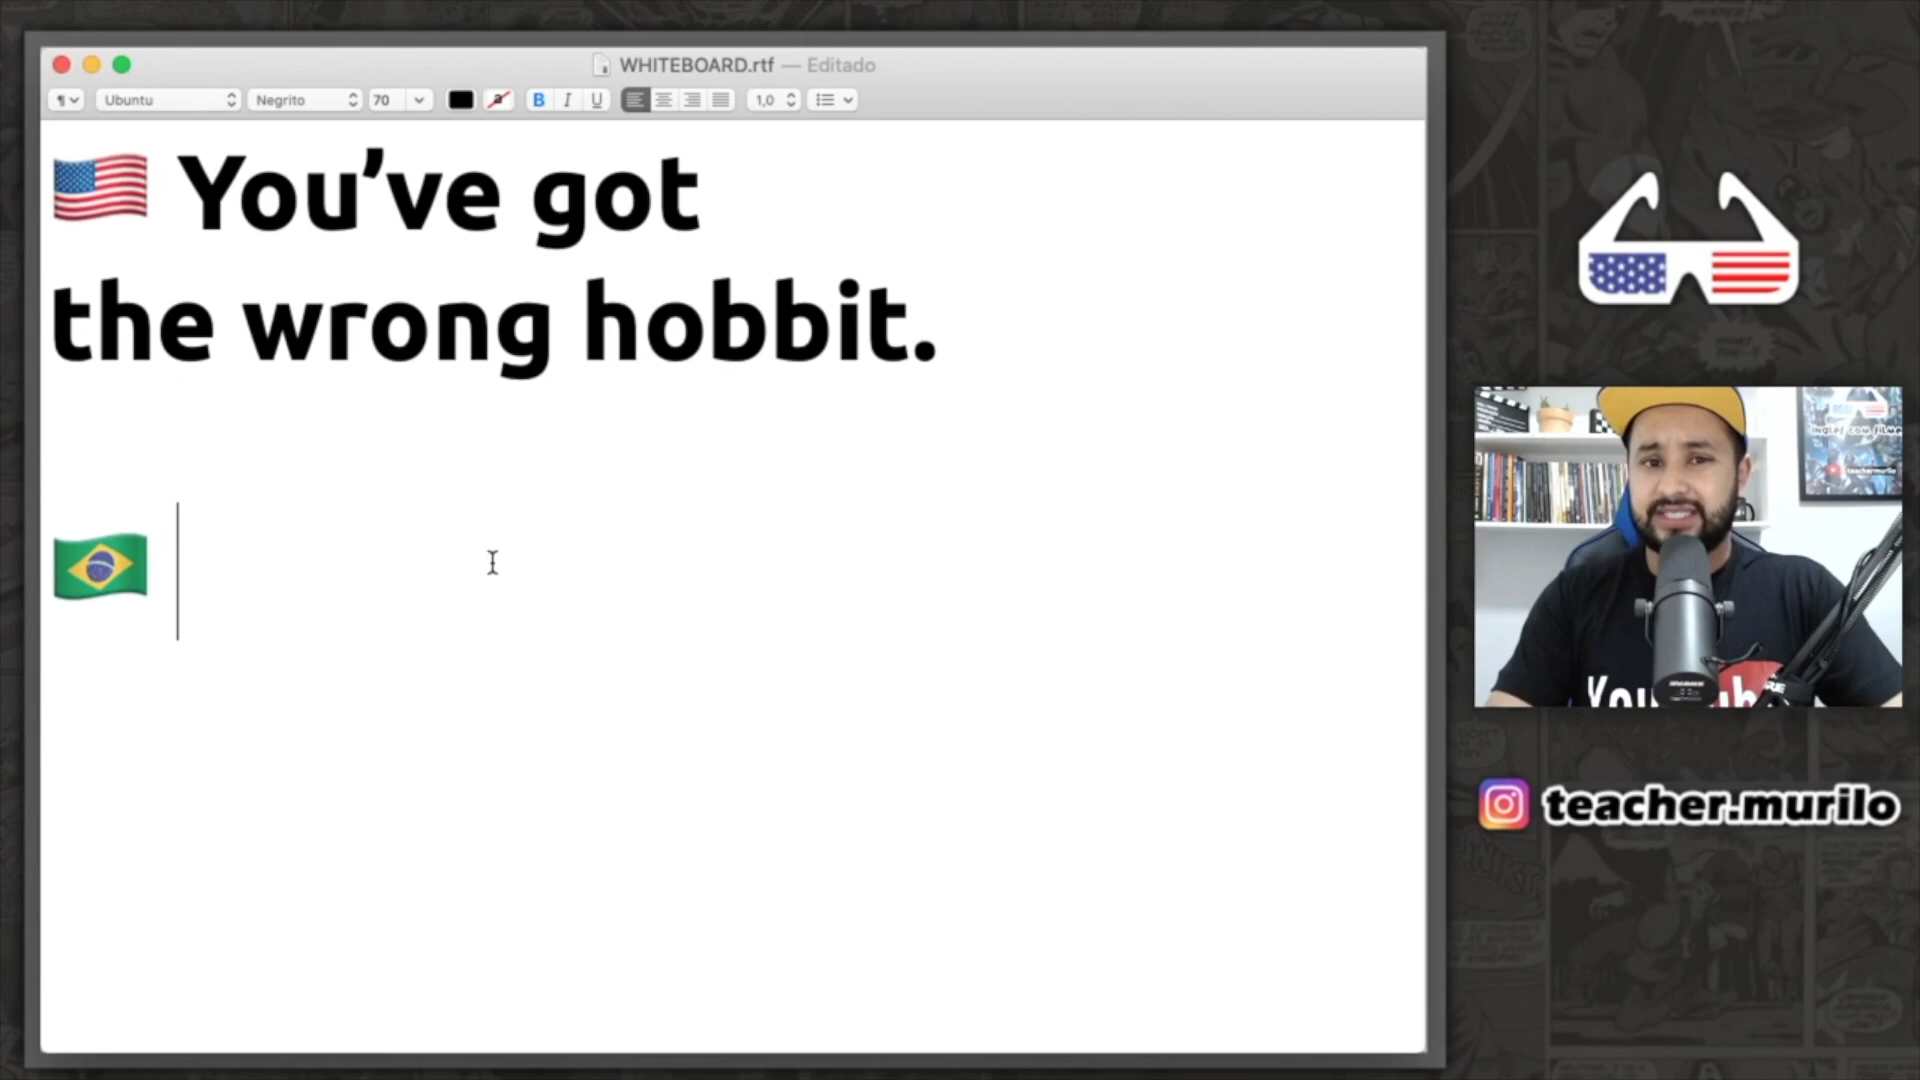 WHITEBOARD.rtf — Editado
Ubuntu
Negrito
70
B I U
1,0
You’ve got
the wrong hobbit.
teacher.murilo